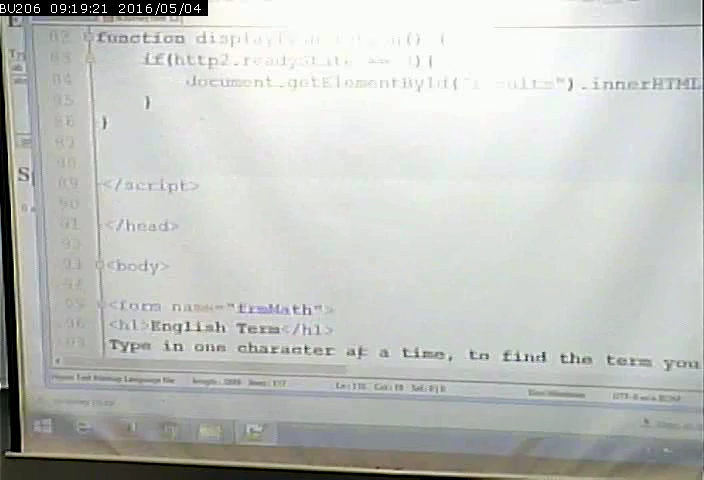 BU206 09:19:21 2016/05/04
82 function display() {
83 if(http2.readyState == ){
84 document.getElementById(" ").innerHTML
85 }
86 }
87
88
89 </script>
90
91 </head>
92
93 <body>
94
95 <form name="frmMath">
96 <h1>English Term</h1>
97 Type in one character at a time, to find the term you